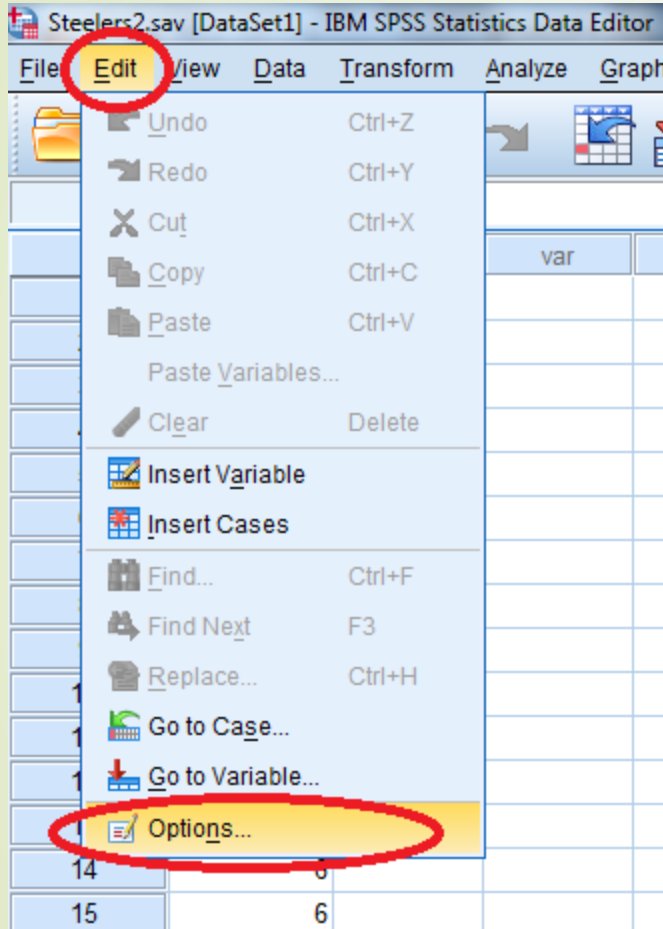 Steelers2.sav [DataSet1] - IBM SPSS Statistics Data Editor
File Edit View Data Transform Analyze Graph
Undo Ctrl+Z
Redo Ctrl+Y
Cut Ctrl+X
Copy Ctrl+C
var
Paste Ctrl+V
Paste Variables...
Clear Delete
Insert Variable
Insert Cases
Find... Ctrl+F
Find Next F3
Replace... Ctrl+H
Go to Case...
Go to Variable...
Options...
14 6
15 6